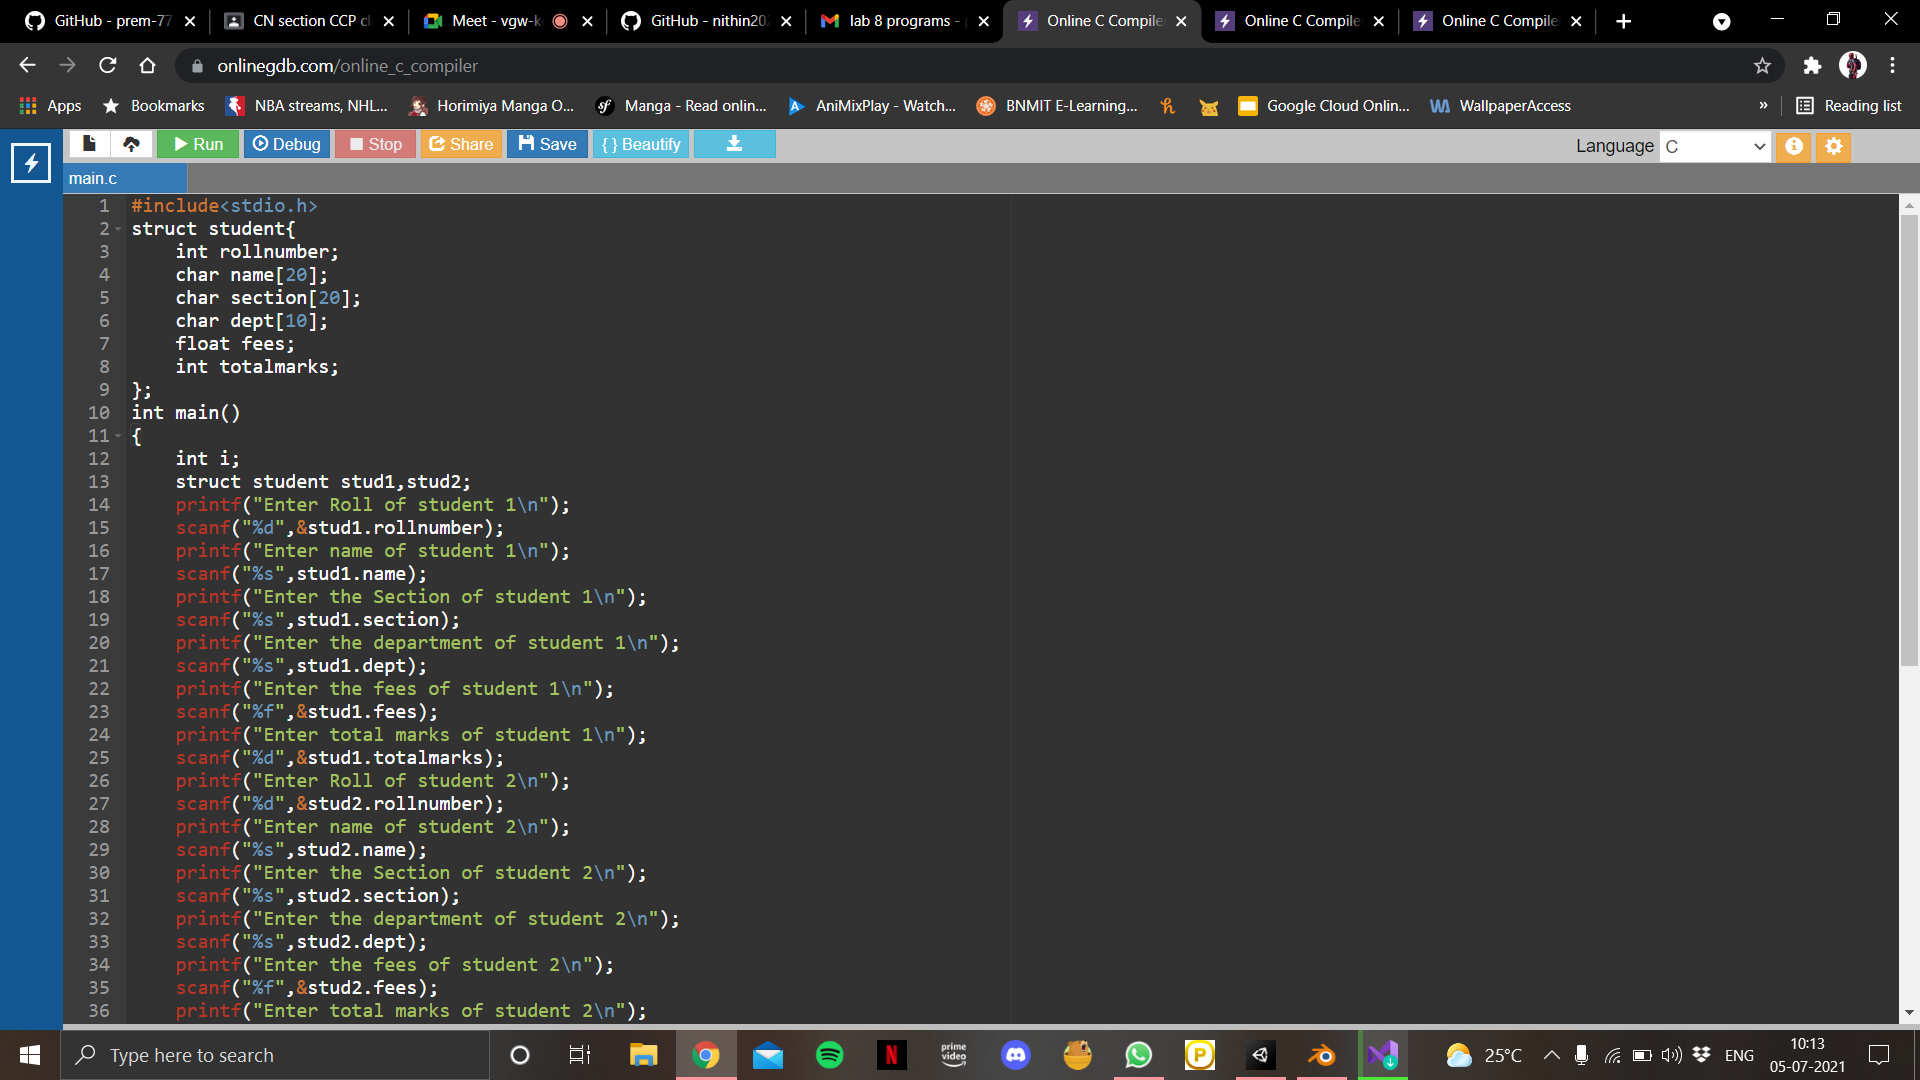 GitHub - prem-77
CN section CCP cl
Meet - vgw-k
GitHub - nithin20
lab 8 programs -
Online C Compile
Online C Compile
Online C Compile
onlinegdb.com/online_c_compiler
Apps
Bookmarks
NBA streams, NHL...
Horimiya Manga O...
Manga - Read onlin...
AniMixPlay - Watch...
BNMIT E-Learning...
Google Cloud Onlin...
WallpaperAccess
»
Reading list
Run
Debug
Stop
Share
Save
{ } Beautify
Language C
main.c
1 #include<stdio.h>
2 struct student{
3 int rollnumber;
4 char name[20];
5 char section[20];
6 char dept[10];
7 float fees;
8 int totalmarks;
9 };
10 int main()
11 {
12 int i;
13 struct student stud1,stud2;
14 printf("Enter Roll of student 1\n");
15 scanf("%d",&stud1.rollnumber);
16 printf("Enter name of student 1\n");
17 scanf("%s",stud1.name);
18 printf("Enter the Section of student 1\n");
19 scanf("%s",stud1.section);
20 printf("Enter the department of student 1\n");
21 scanf("%s",stud1.dept);
22 printf("Enter the fees of student 1\n");
23 scanf("%f",&stud1.fees);
24 printf("Enter total marks of student 1\n");
25 scanf("%d",&stud1.totalmarks);
26 printf("Enter Roll of student 2\n");
27 scanf("%d",&stud2.rollnumber);
28 printf("Enter name of student 2\n");
29 scanf("%s",stud2.name);
30 printf("Enter the Section of student 2\n");
31 scanf("%s",stud2.section);
32 printf("Enter the department of student 2\n");
33 scanf("%s",stud2.dept);
34 printf("Enter the fees of student 2\n");
35 scanf("%f",&stud2.fees);
36 printf("Enter total marks of student 2\n");
Type here to search
prime
video
25°C
ENG
10:13
05-07-2021